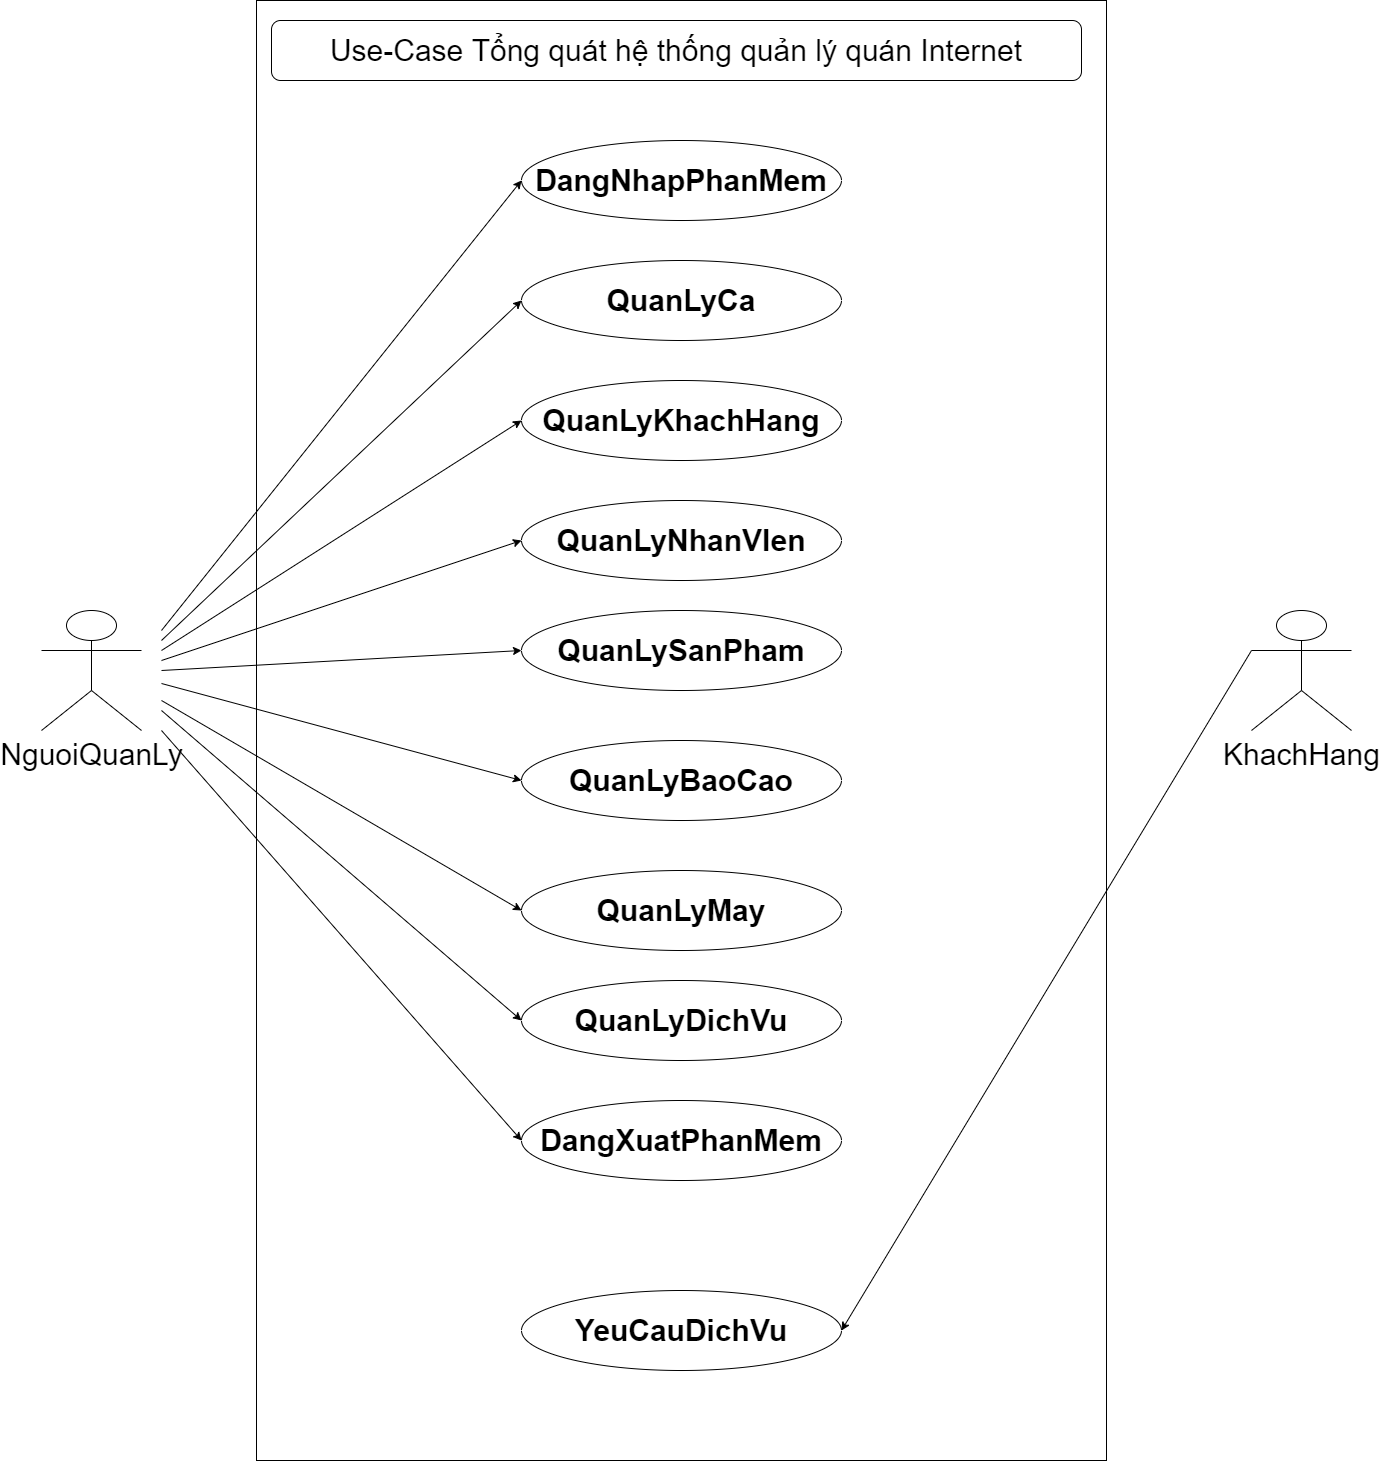 Use-Case Tổng quát hệ thống quản lý quán Internet
DangNhapPhanMem
QuanLyCa
QuanLyKhachHang
QuanLyNhanVIen
QuanLySanPham
NguoiQuanLy
KhachHang
QuanLyBaoCao
QuanLyMay
QuanLyDichVu
DangXuatPhanMem
YeuCauDichVu